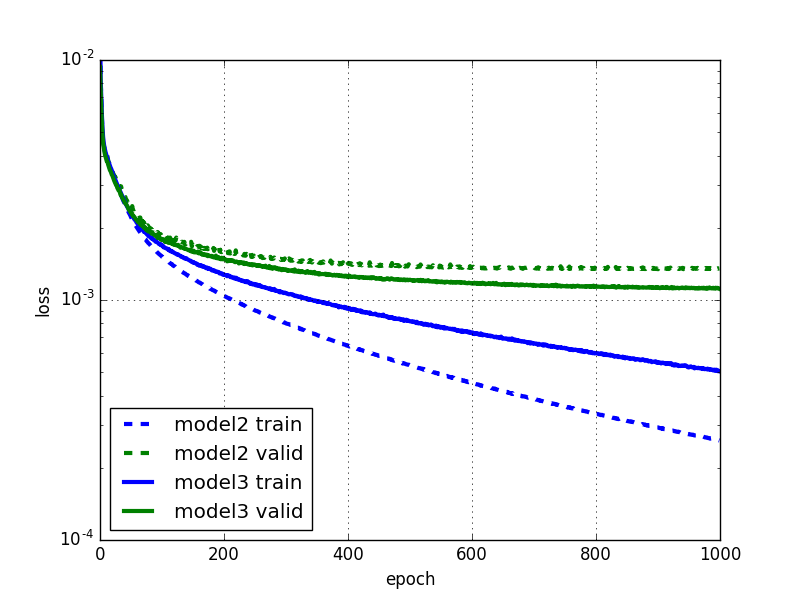 10^-2
10^-3
10^-4
loss
0 200 400 600 800 1000
epoch
model2 train
model2 valid
model3 train
model3 valid